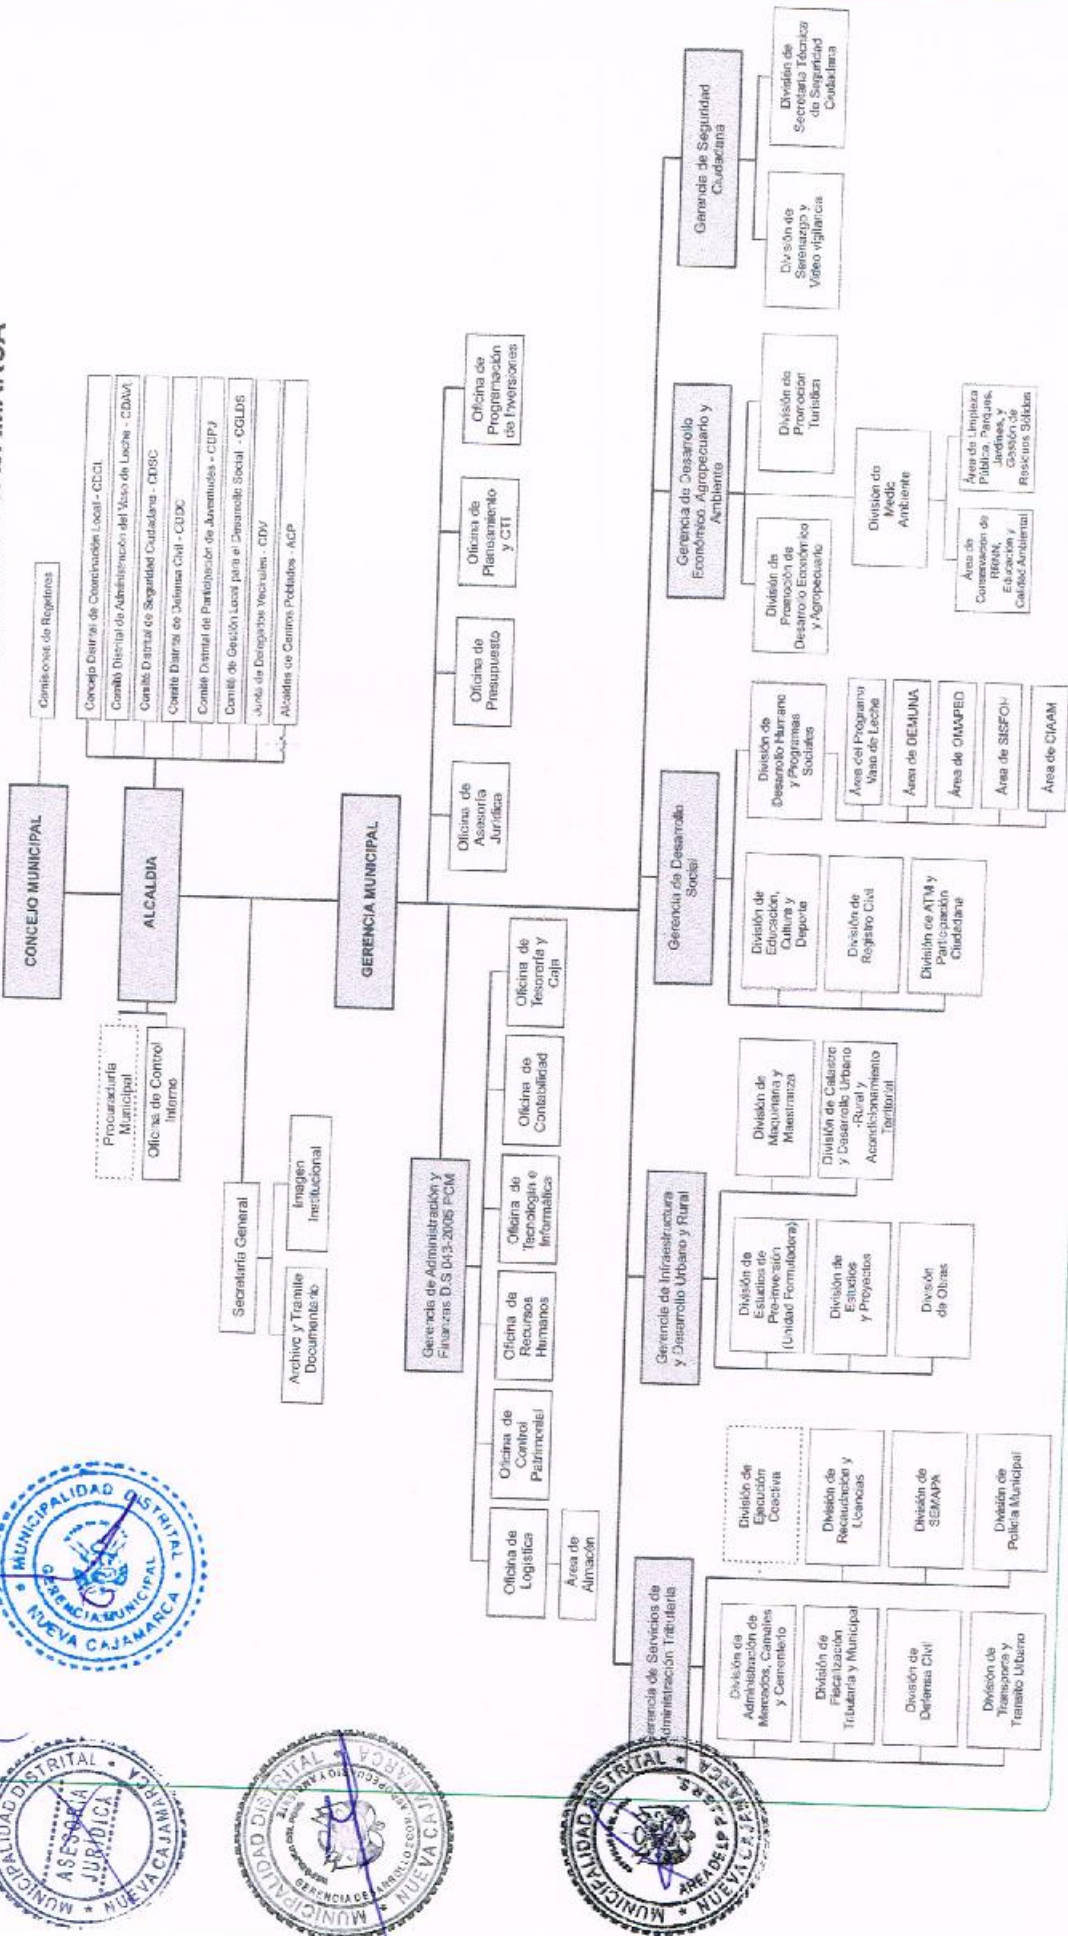 CONCEJO MUNICIPAL
Comisiones de Regidores
ALCALDIA
Concejo Distrital de Coordinación Local - CDCL
Comité Distrital de Administración del Vaso de Leche - CDAVL
Comité Distrital de Seguridad Ciudadana - CDSC
Comité Distrital de Defensa Civil - CDDC
Comité Distrital de Participación de Juventudes - CDPJ
Comité de Gestión Local para el Desarrollo Social - CGLDS
Junta de Delegados Vecinales - CDV
Alcaldes de Centros Poblados - ACP
Procuraduría
Municipal
Oficina de Control
Interno
Secretaría General
Archivo y Tramite
Documentario
Imagen
Institucional
GERENCIA MUNICIPAL
Oficina de
Asesoría
Jurídica
Oficina de
Presupuesto
Oficina de
Planeamiento
y CTI
Oficina de
Programación
de Inversiones
Gerencia de Administración y
Finanzas D.S 043-2006 PCM
Oficina de
Logística
Área de
Almacén
Oficina de
Control
Patrimonial
Oficina de
Recursos
Humanos
Oficina de
Tecnología e
Informática
Oficina de
Contabilidad
Oficina de
Tesorería y
Caja
Gerencia de Servicios de
Administración Tributaria
División de
Administración de
Mercados, Camales
y Cementerio
División de
Fiscalización
Tributaria y Municipal
División de
Defensa Civil
División de
Transporte y
Transito Urbano
División de
Ejecución
Coactiva
División de
Recaudación y
Licencias
División de
SEMAPA
División de
Policía Municipal
Gerencia de Infraestructura
y Desarrollo Urbano y Rural
División de
Estudios de
Pre-inversión
(Unidad Formuladora)
División de
Estudios
y Proyectos
División
de Obras
División de
Maquinaria y
Maestranza
División de Catastro
y Desarrollo Urbano
-Rural y
Acondicionamiento
Territorial
Gerencia de Desarrollo
Social
División de
Educación,
Cultura y
Deporte
División de
Registro Civil
División de ATM y
Participación
Ciudadana
División de
Desarrollo Humano
y Programas
Sociales
Área del Programa
Vaso de Leche
Área de DEMUNA
Área de OMAPED
Área de SISFOH
Área de CIAAM
Gerencia de Desarrollo
Económico, Agropecuario y
Ambiente
División de
Promoción de
Desarrollo Económico
y Agropecuario
División de
Promoción
Turística
División de
Medio
Ambiente
Área de
Conservación de
RRNN,
Educación y
Calidad Ambiental
Área de Limpieza
Pública, Parques,
Jardines, y
Gestión de
Residuos Sólidos
Gerencia de Seguridad
Ciudadana
División de
Serenazgo y
Video vigilancia
División de
Secretaría Técnica
de Seguridad
Ciudadana
MUNICIPALIDAD DISTRITAL
GERENCIA MUNICIPAL
NUEVA CAJAMARCA
MUNICIPALIDAD DISTRITAL
ASESORÍA
JURÍDICA
NUEVA CAJAMARCA
MUNICIPALIDAD DISTRITAL
NUEVA CAJAMARCA
MUNICIPALIDAD DISTRITAL
NUEVA CAJAMARCA